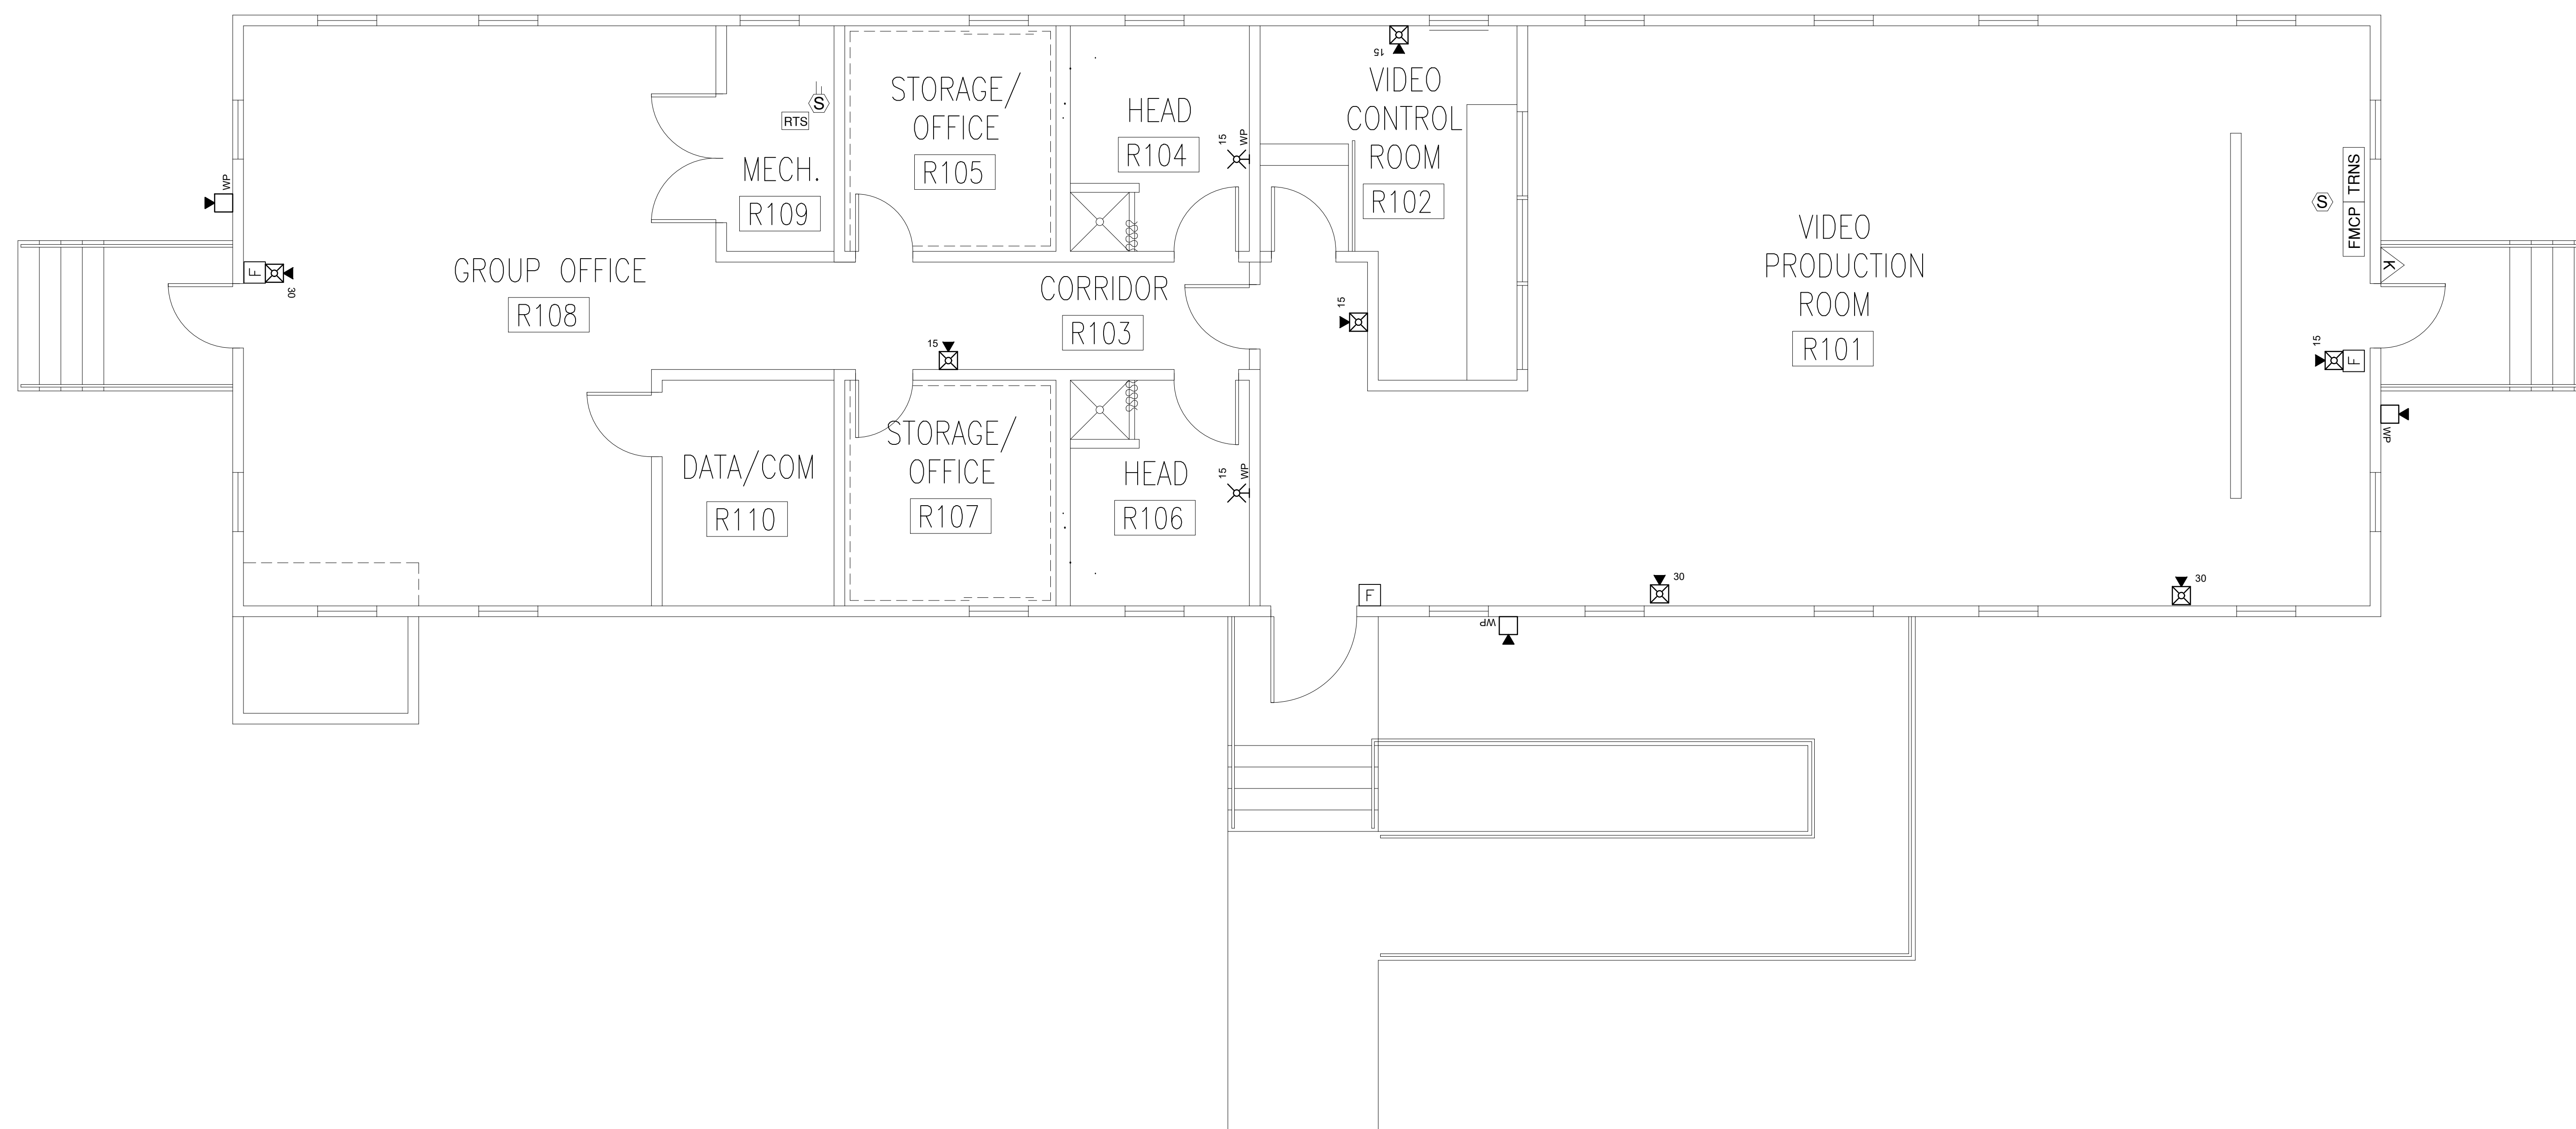 15
VIDEO
CONTROL
ROOM
R102
STORAGE/
OFFICE
R105
HEAD
R104
15
WP
S
RTS
MECH.
R109
WP
F
30
GROUP OFFICE
R108
CORRIDOR
R103
15
15
VIDEO
PRODUCTION
ROOM
R101
S
TRNS
FMCP
K
15
F
WP
DATA/COM
R110
STORAGE/
OFFICE
R107
HEAD
R106
15
WP
F
30
30
WP